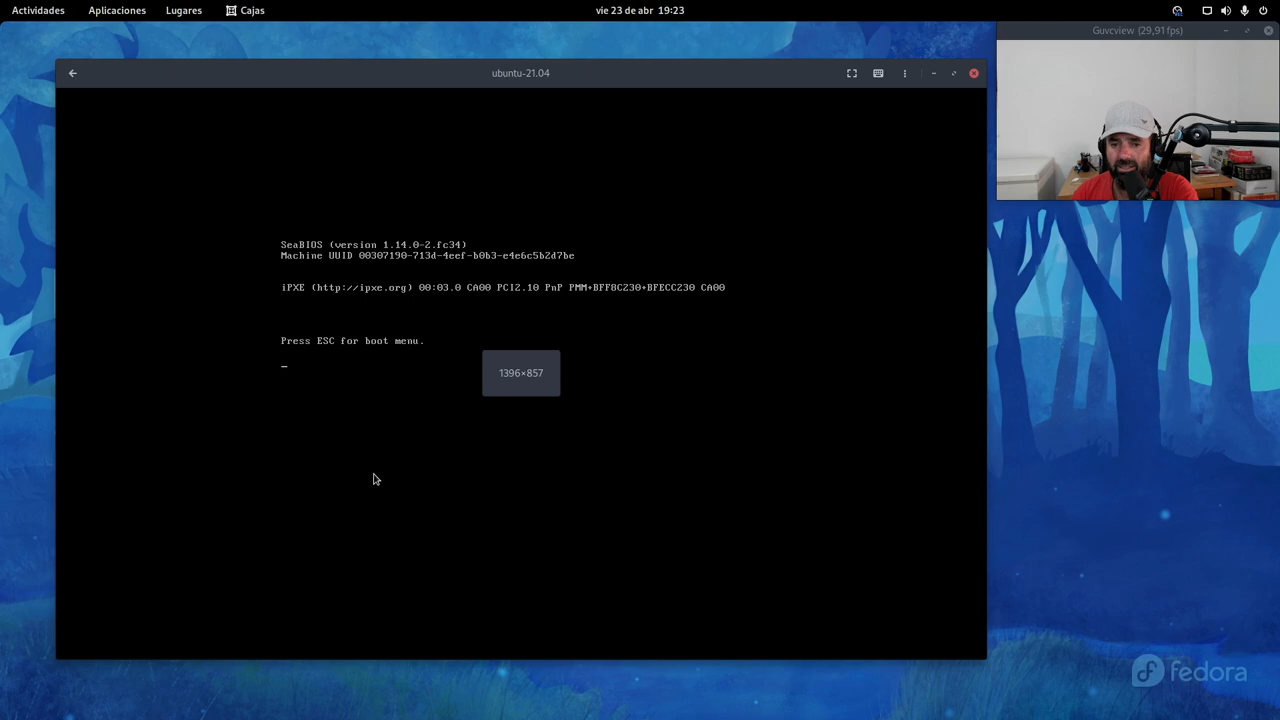 Actividades Aplicaciones Lugares Cajas vie 23 de abr 19:23
Guvcview (29,91 fps)
ubuntu-21.04
SeaBIOS (version 1.14.0-2.fc34)
Machine UUID 00307190-713d-4eef-b0b3-e4e6c5b2d7be
iPXE (http://ipxe.org) 00:03.0 CA00 PCI2.10 PnP PMM+BFF8C230+BFECC230 CA00
Press ESC for boot menu.
1396×857
fedora